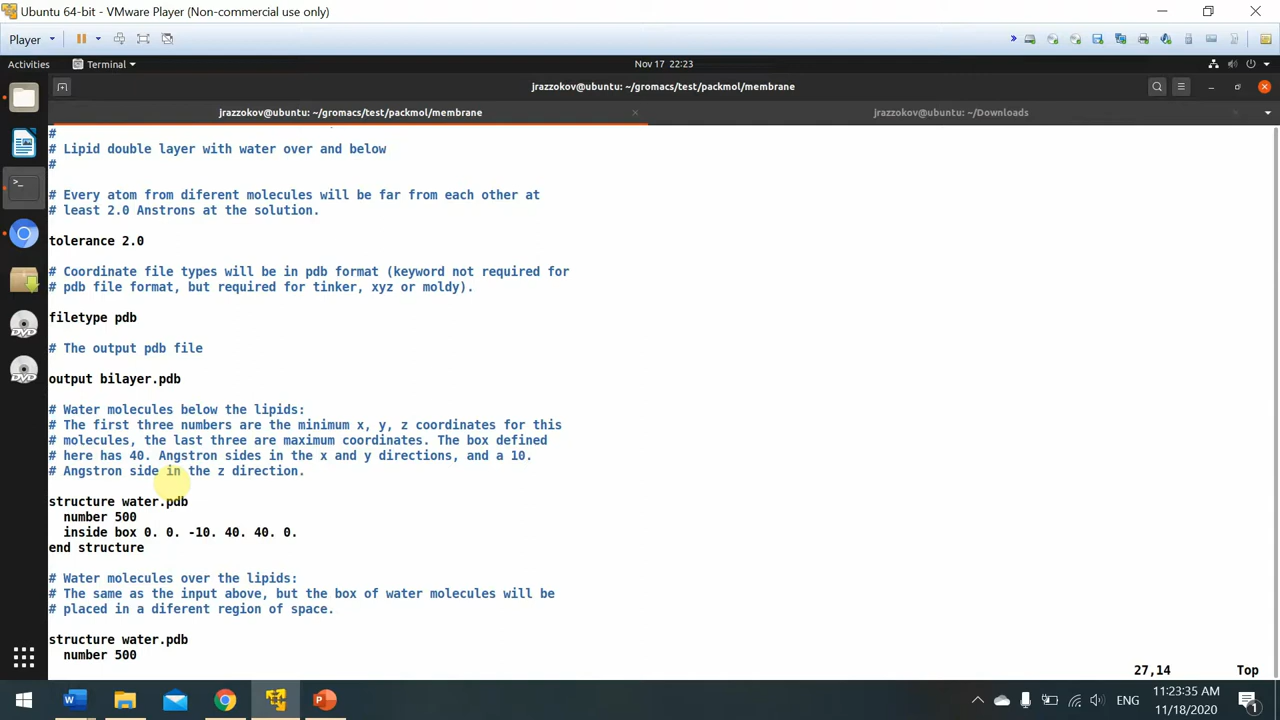 Ubuntu 64-bit - VMware Player (Non-commercial use only)
Player
»
Activities
Terminal
Nov 17 22:23
jrazzokov@ubuntu: ~/gromacs/test/packmol/membrane
jrazzokov@ubuntu: ~/gromacs/test/packmol/membrane
jrazzokov@ubuntu: ~/Downloads
#
# Lipid double layer with water over and below
#
# Every atom from diferent molecules will be far from each other at
# least 2.0 Anstrons at the solution.
tolerance 2.0
# Coordinate file types will be in pdb format (keyword not required for
# pdb file format, but required for tinker, xyz or moldy).
filetype pdb
# The output pdb file
output bilayer.pdb
# Water molecules below the lipids:
# The first three numbers are the minimum x, y, z coordinates for this
# molecules, the last three are maximum coordinates. The box defined
# here has 40. Angstron sides in the x and y directions, and a 10.
# Angstron side in the z direction.
structure water.pdb
number 500
inside box 0. 0. -10. 40. 40. 0.
end structure
# Water molecules over the lipids:
# The same as the input above, but the box of water molecules will be
# placed in a diferent region of space.
structure water.pdb
number 500
27,14
Top
ENG
11:23:35 AM
11/18/2020